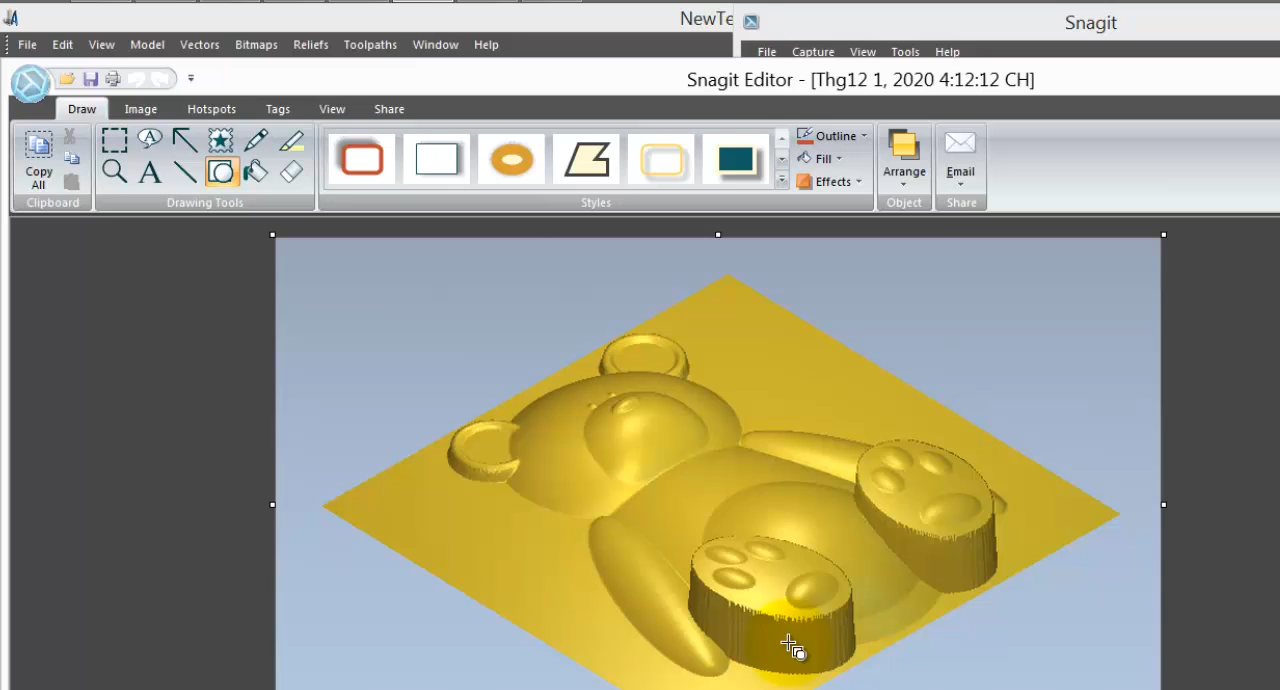 NewTe
Snagit
File Edit View Model Vectors Bitmaps Reliefs Toolpaths Window Help
File Capture View Tools Help
Snagit Editor - [Thg12 1, 2020 4:12:12 CH]
Draw Image Hotspots Tags View Share
Copy All
Outline
Fill
Effects
Arrange
Email
Clipboard Drawing Tools Styles Object Share